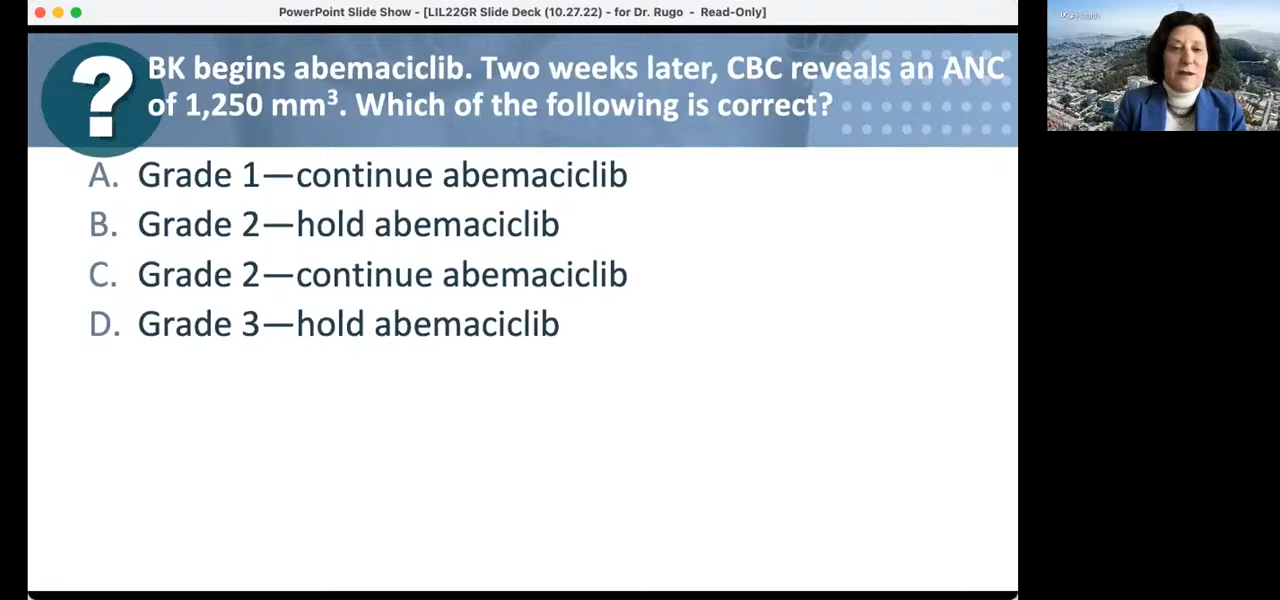 PowerPoint Slide Show - [LIL22GR Slide Deck (10.27.22) - for Dr. Rugo - Read-Only]
? BK begins abemaciclib. Two weeks later, CBC reveals an ANC
of 1,250 mm³. Which of the following is correct?
A. Grade 1—continue abemaciclib
B. Grade 2—hold abemaciclib
C. Grade 2—continue abemaciclib
D. Grade 3—hold abemaciclib
UCSF Health